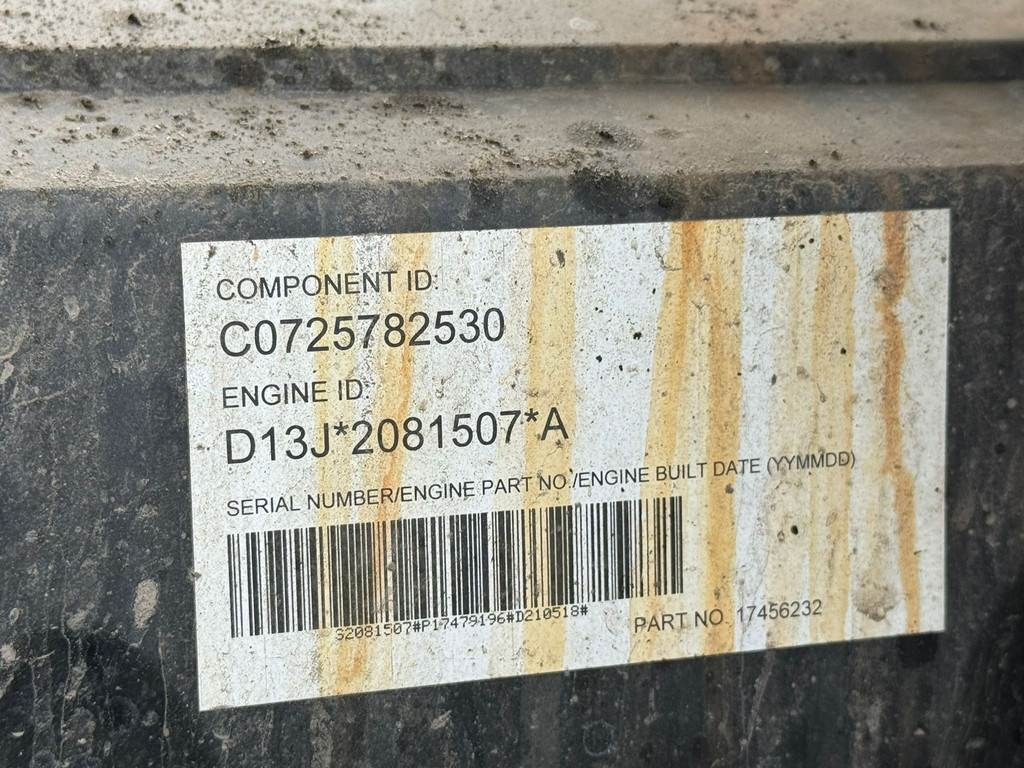 COMPONENT ID:
C0725782530
ENGINE ID:
D13J*2081507*A
SERIAL NUMBER/ENGINE PART NO./ENGINE BUILT DATE (YYMMDD)
S2081507#P17479196#D210518#
PART NO. 17456232